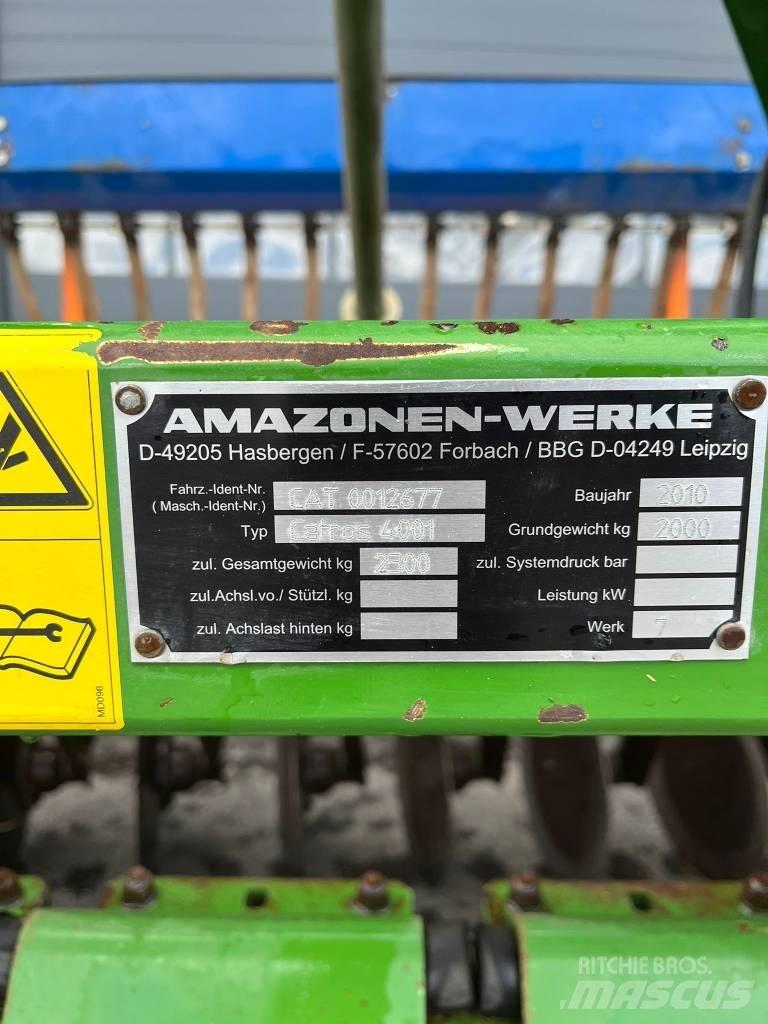 AMAZONEN-WERKE
D-49205 Hasbergen / F-57602 Forbach / BBG D-04249 Leipzig
Fahrz.-Ident-Nr. CAT 0012677 Baujahr 2010
( Masch.-Ident-Nr.)
Typ Catros 4001 Grundgewicht kg 2000
zul. Gesamtgewicht kg 2300 zul. Systemdruck bar
zul.Achsl.vo./ Stützl. kg Leistung kW
zul. Achslast hinten kg Werk 7
MD096
RITCHIE BROS.
MASCUS